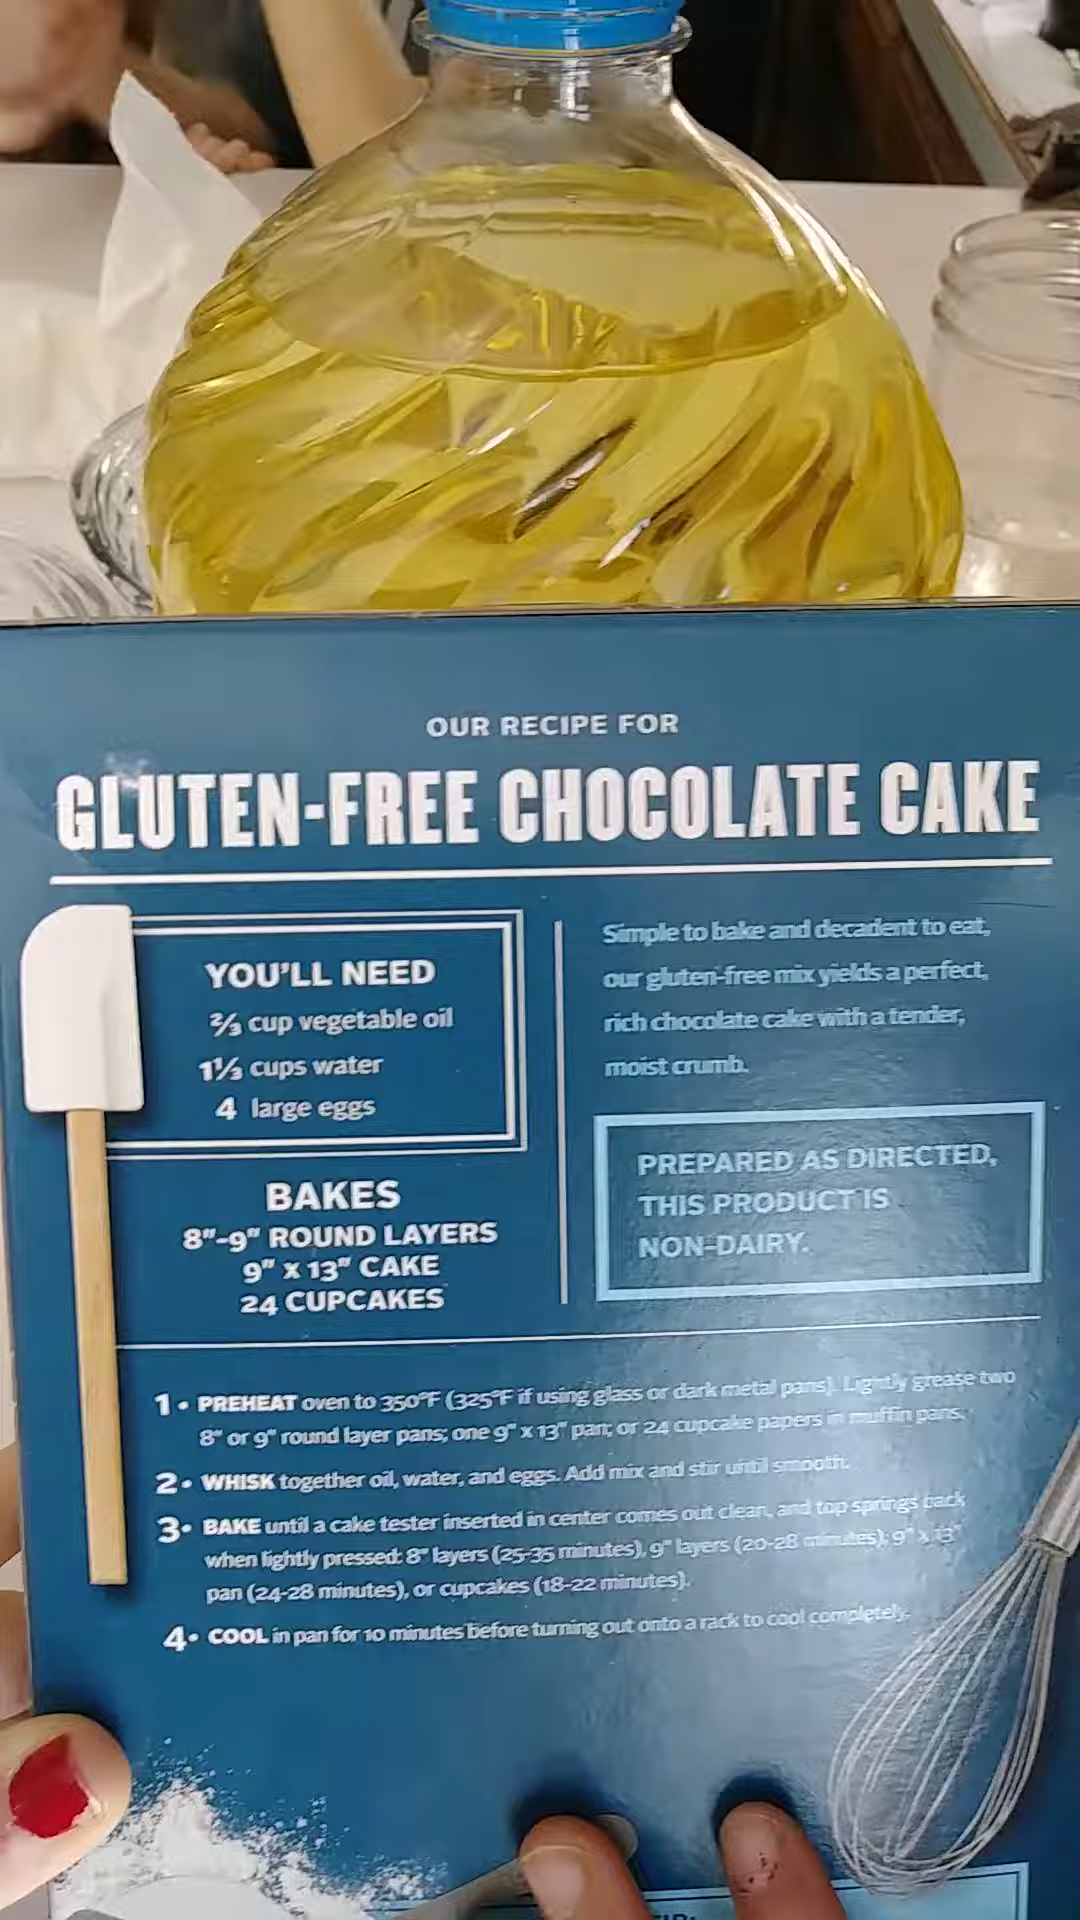 OUR RECIPE FOR
GLUTEN-FREE CHOCOLATE CAKE
YOU'LL NEED
⅔ cup vegetable oil
1⅓ cups water
4 large eggs
BAKES
8"-9" ROUND LAYERS
9" x 13" CAKE
24 CUPCAKES
Simple to bake and decadent to eat,
our gluten-free mix yields a perfect,
rich chocolate cake with a tender,
moist crumb.
PREPARED AS DIRECTED,
THIS PRODUCT IS
NON-DAIRY.
1• PREHEAT oven to 350°F (325°F if using glass or dark metal pans). Lightly grease two
8" or 9" round layer pans; one 9" x 13" pan; or 24 cupcake papers in muffin pans.
2• WHISK together oil, water, and eggs. Add mix and stir until smooth.
3• BAKE until a cake tester inserted in center comes out clean, and top springs back
when lightly pressed: 8" layers (25-35 minutes), 9" layers (20-28 minutes), 9" x 13"
pan (24-28 minutes), or cupcakes (18-22 minutes).
4• COOL in pan for 10 minutes before turning out onto a rack to cool completely.